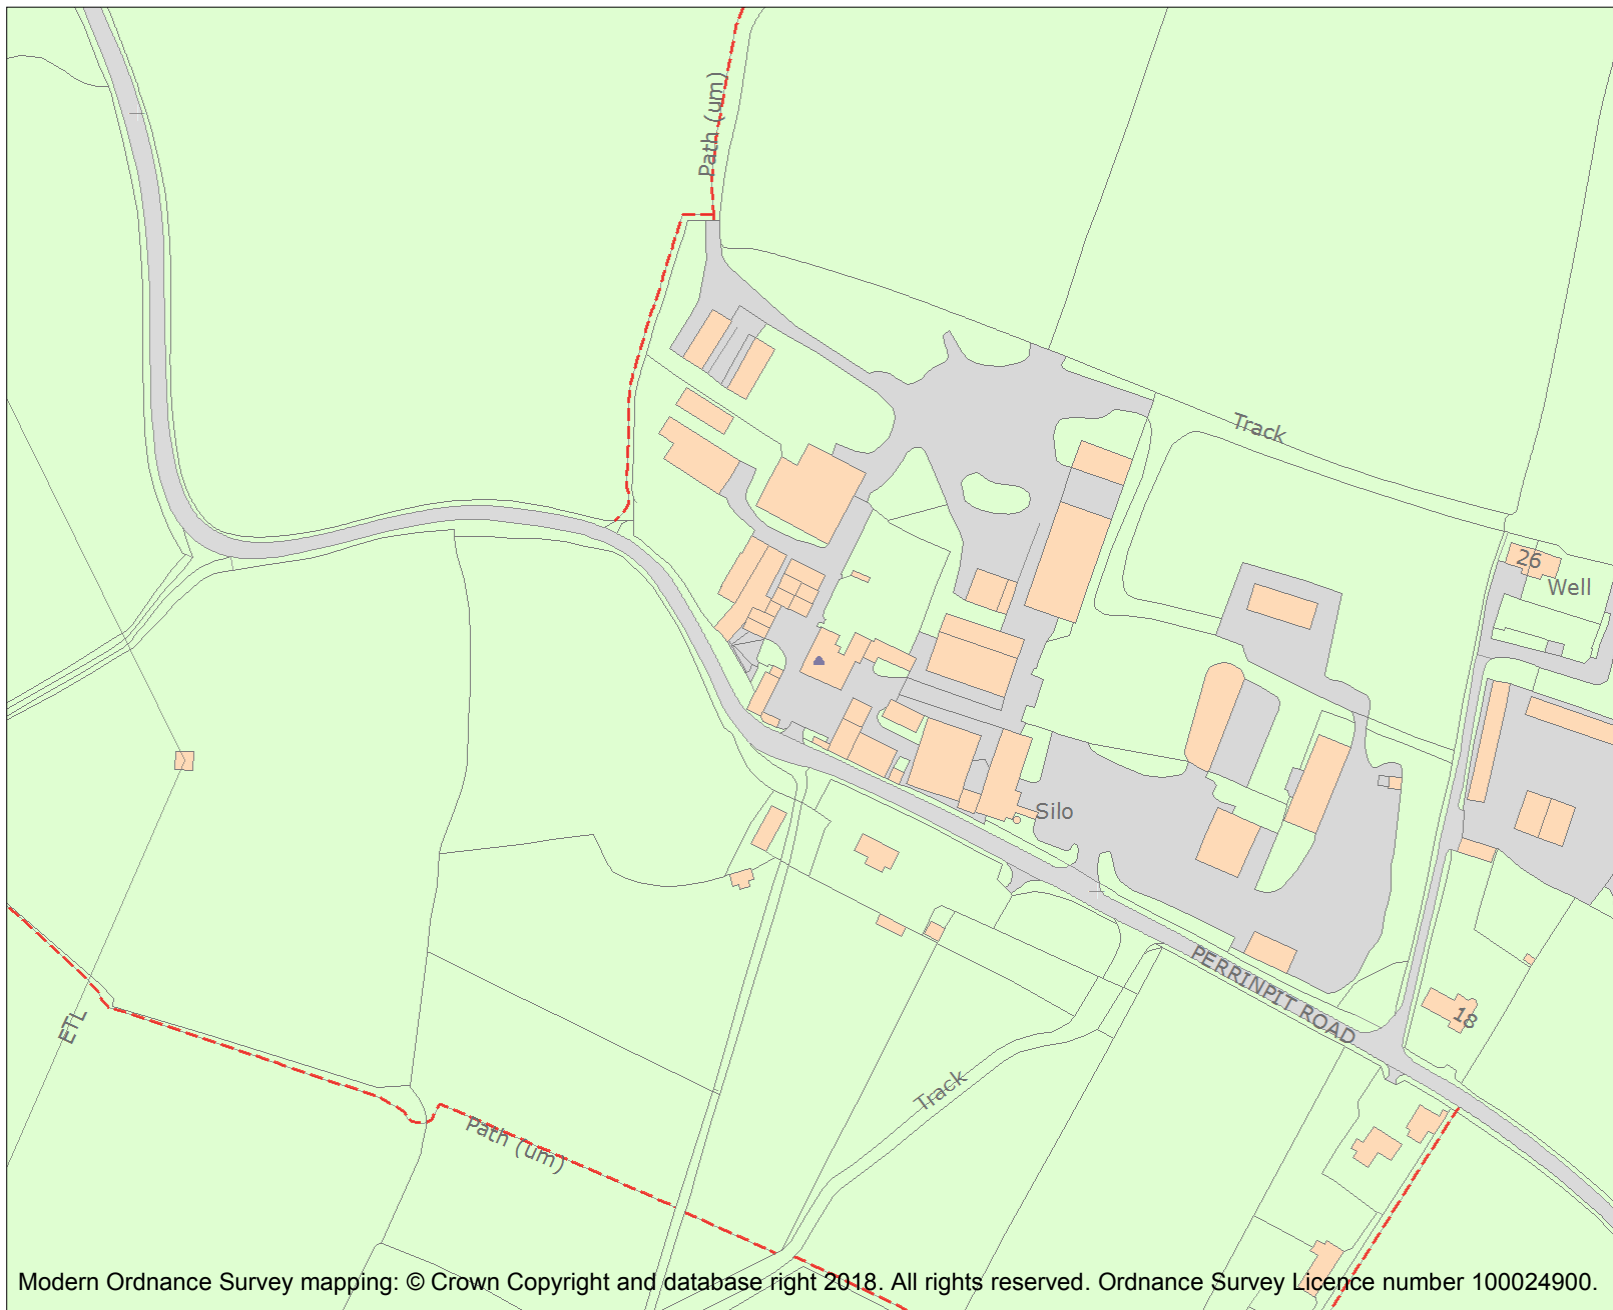 Path (um)
Track
26
Well
Silo
PERRINPIT ROAD
18
ETL
Track
Path (um)
Modern Ordnance Survey mapping: © Crown Copyright and database right 2018. All rights reserved. Ordnance Survey Licence number 100024900.